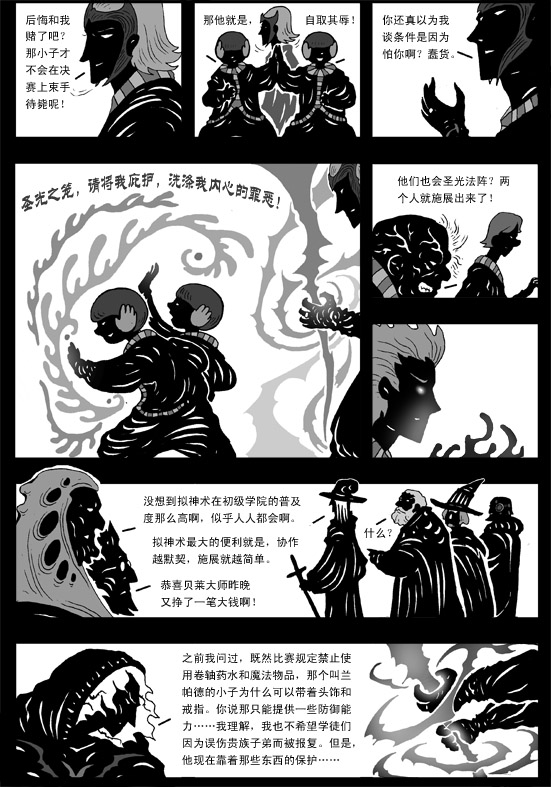 后悔和我
赌了吧？
那小子才
不会在决
赛上束手
待毙呢！
那他就是，
自取其辱！
你还真以为我
谈条件是因为
怕你啊？蠢货。
圣光之笼，请将我庇护，洗涤我内心的罪恶！
他们也会圣光法阵？两
个人就施展出来了！
没想到拟神术在初级学院的普及
度那么高啊，似乎人人都会啊。
拟神术最大的便利就是，协作
越默契，施展就越简单。
恭喜贝莱大师昨晚
又挣了一笔大钱啊！
什么？
之前我问过，既然比赛规定禁止使
用卷轴药水和魔法物品，那个叫兰
帕德的小子为什么可以带着头饰和
戒指。你说那只能提供一些防御能
力……我理解，我也不希望学徒们
因为误伤贵族子弟而被报复。但是，
他现在靠着那些东西的保护……